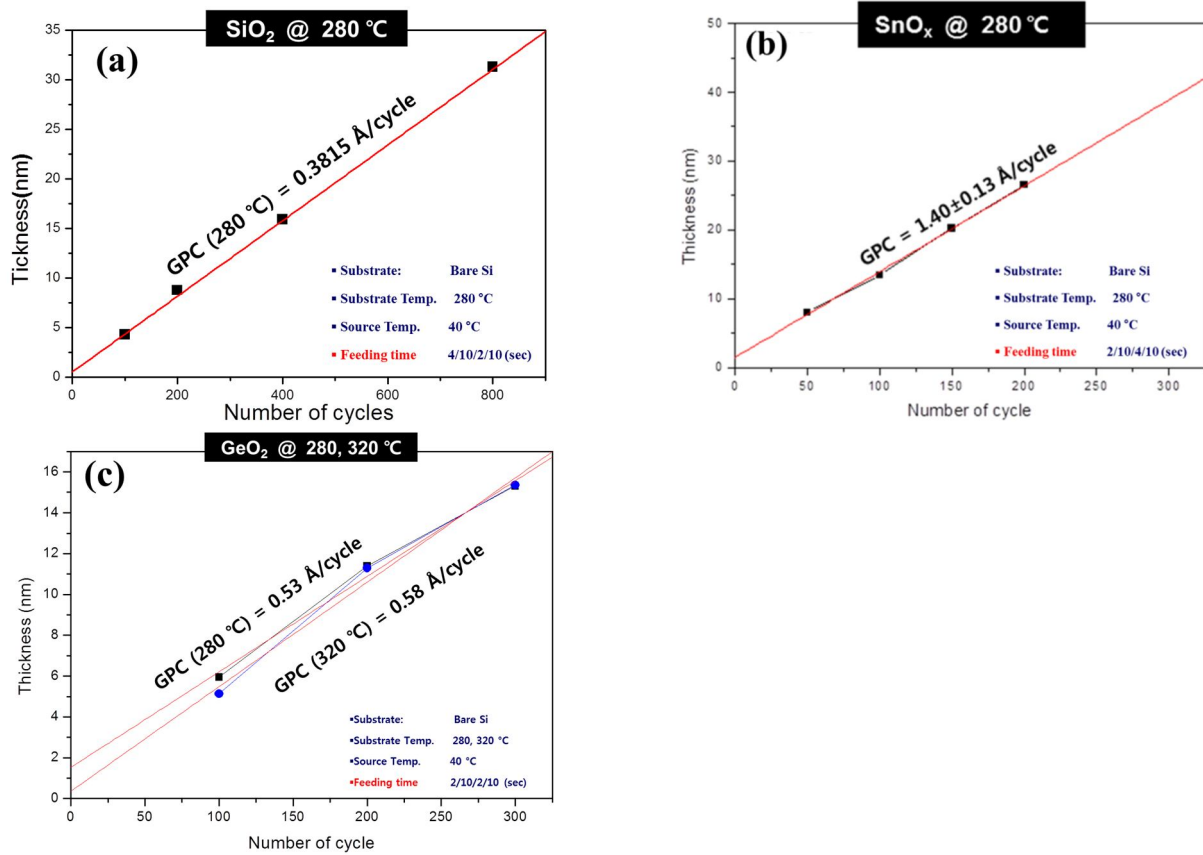 SiO₂ @ 280 ℃
(a)
35
30
25
20
15
10
5
0
Tickness(nm)
GPC (280 ℃) = 0.3815 Å/cycle
■ Substrate: Bare Si
■ Substrate Temp. 280 °C
■ Source Temp. 40 °C
■ Feeding time 4/10/2/10 (sec)
0 200 400 600 800
Number of cycles
SnOₓ @ 280 ℃
(b)
50
40
30
20
10
0
Thickness (nm)
GPC = 1.40±0.13 Å/cycle
■ Substrate: Bare Si
■ Substrate Temp. 280 °C
■ Source Temp. 40 °C
■ Feeding time 2/10/4/10 (sec)
0 50 100 150 200 250 300
Number of cycle
GeO₂ @ 280, 320 ℃
(c)
16
14
12
10
8
6
4
2
0
Thickness (nm)
GPC (280 ℃) = 0.53 Å/cycle
GPC (320 ℃) = 0.58 Å/cycle
▪Substrate: Bare Si
▪Substrate Temp. 280, 320 ℃
▪Source Temp. 40 ℃
▪Feeding time 2/10/2/10 (sec)
0 50 100 150 200 250 300
Number of cycle